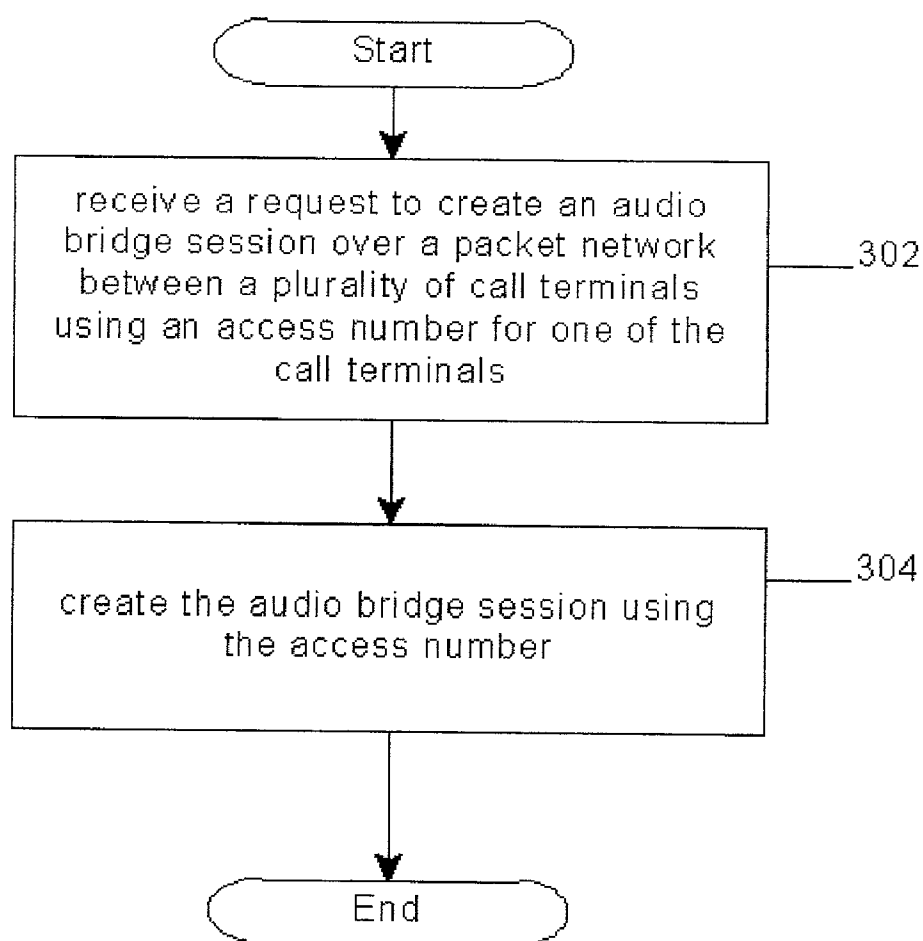 Start
receive a request to create an audio
bridge session over a packet network
between a plurality of call terminals
using an access number for one of the
call terminals
302
create the audio bridge session using
the access number
304
End